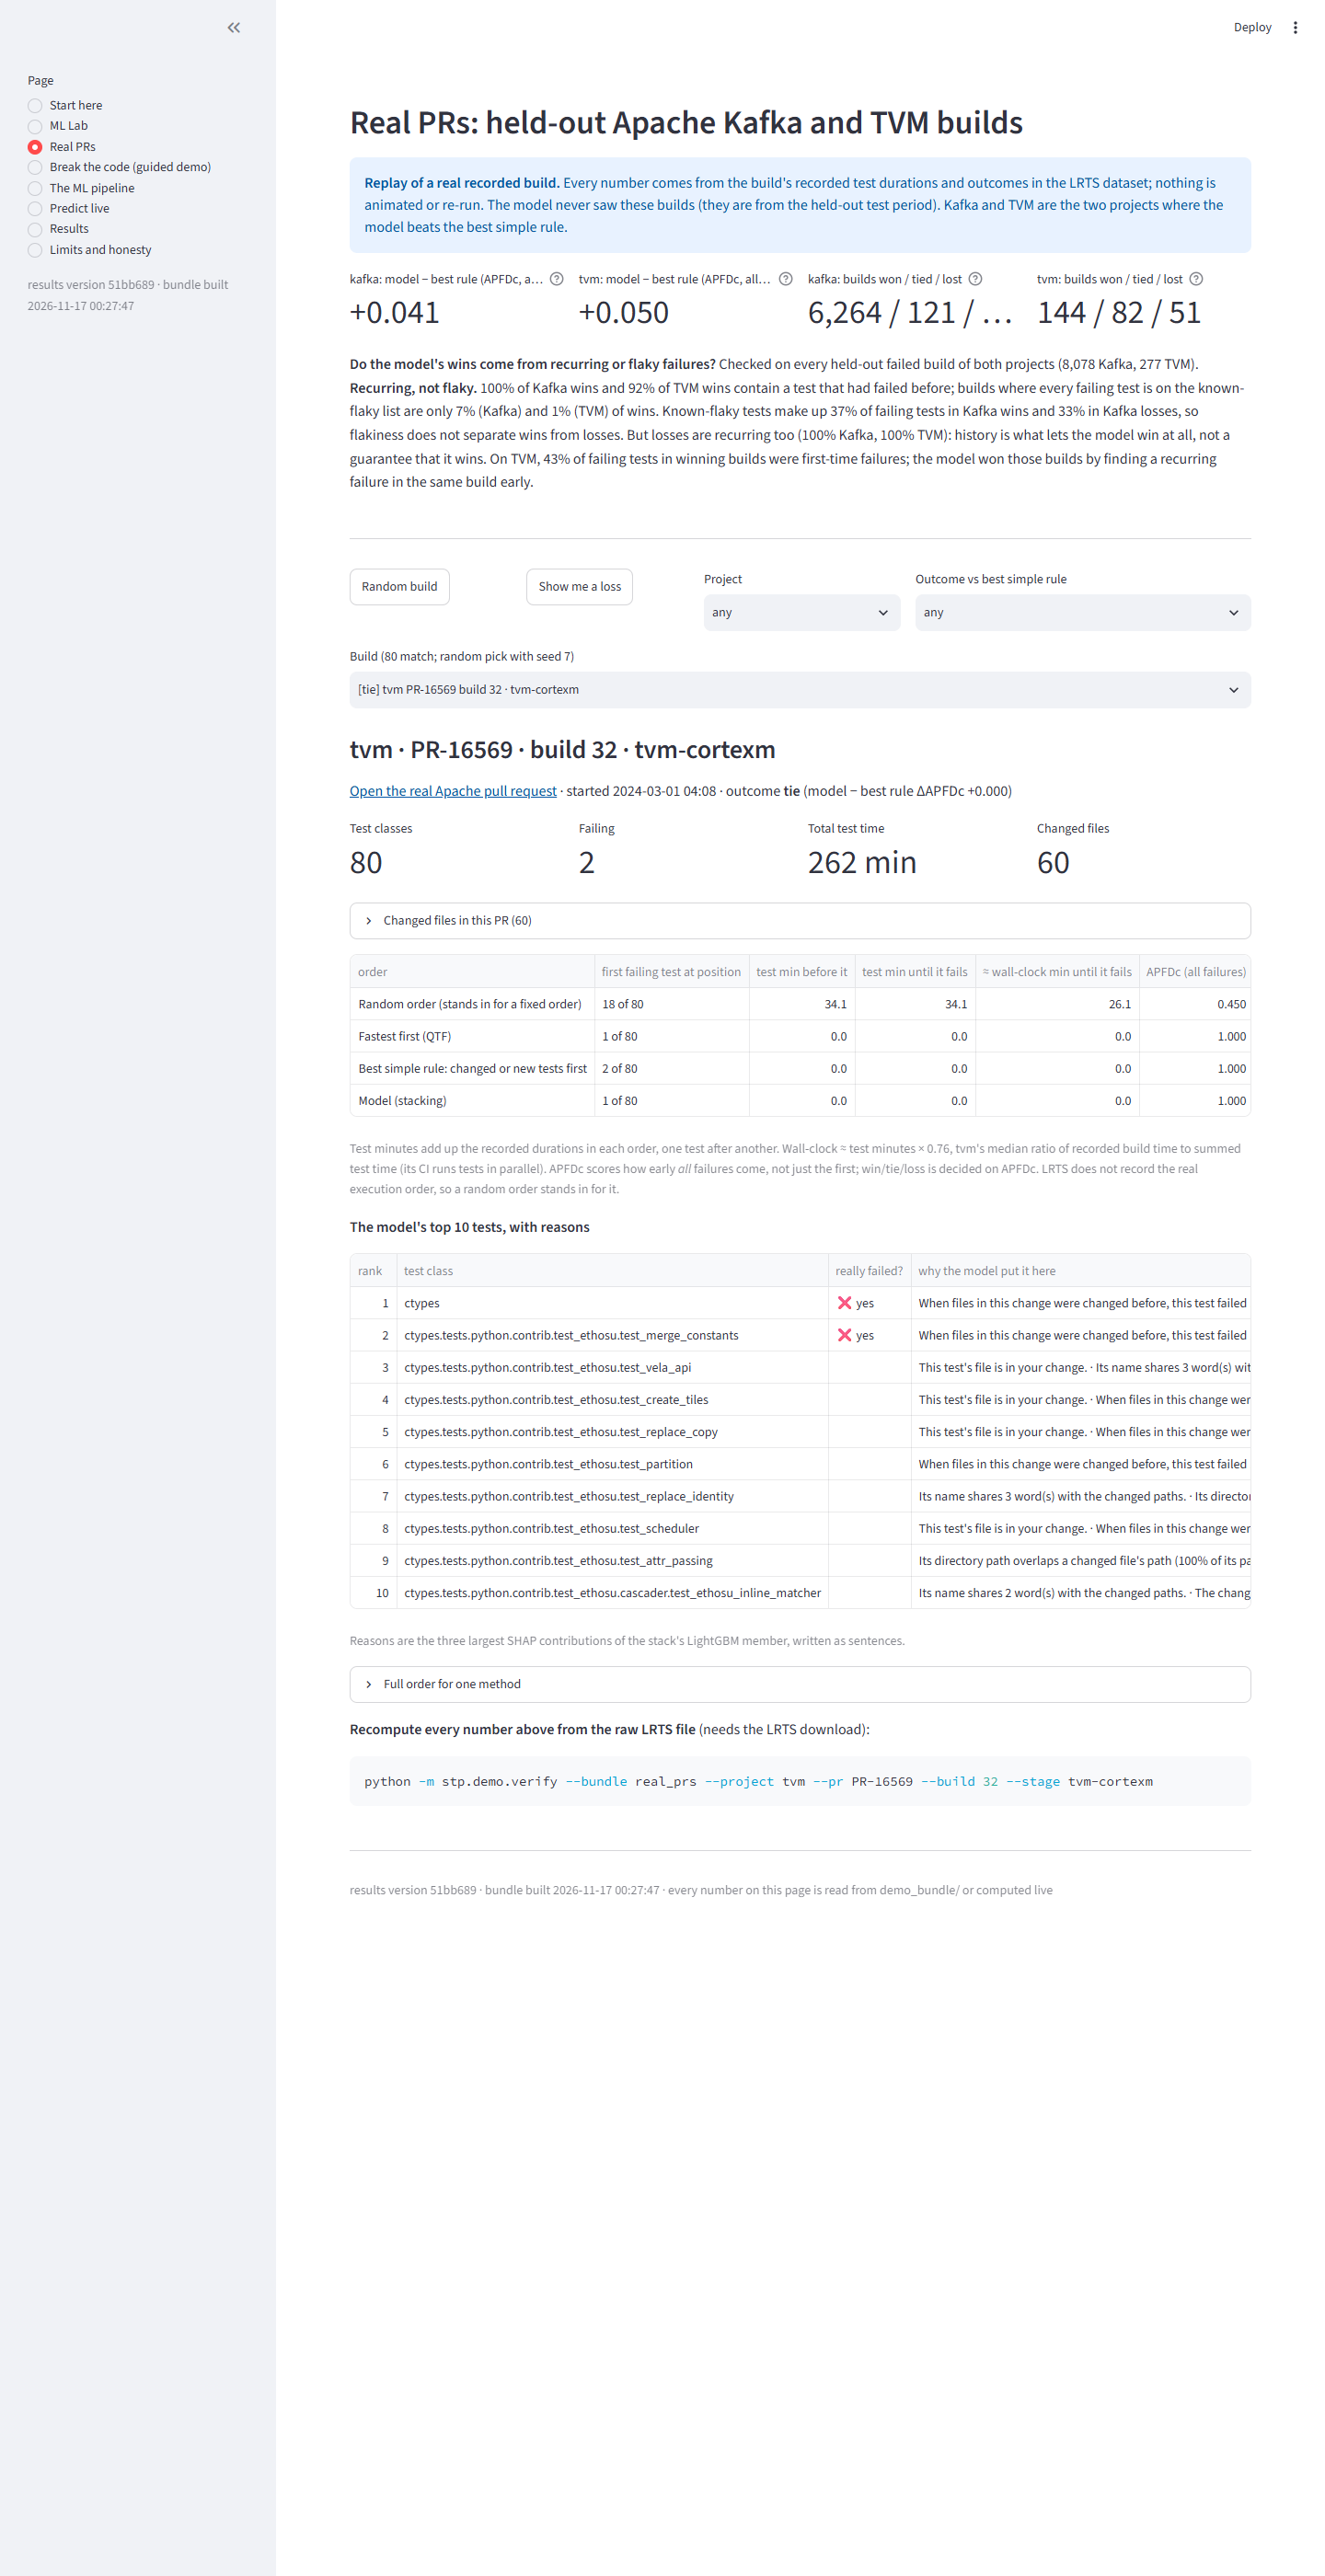 Deploy
Page
Start here
ML Lab
Real PRs
Break the code (guided demo)
The ML pipeline
Predict live
Results
Limits and honesty
results version 51bb689 · bundle built
2026-11-17 00:27:47
Real PRs: held-out Apache Kafka and TVM builds
Replay of a real recorded build. Every number comes from the build's recorded test durations and outcomes in the LRTS dataset; nothing is
animated or re-run. The model never saw these builds (they are from the held-out test period). Kafka and TVM are the two projects where the
model beats the best simple rule.
kafka: model − best rule (APFDc, a…
+0.041
tvm: model − best rule (APFDc, all…
+0.050
kafka: builds won / tied / lost
6,264 / 121 / …
tvm: builds won / tied / lost
144 / 82 / 51
Do the model's wins come from recurring or flaky failures? Checked on every held-out failed build of both projects (8,078 Kafka, 277 TVM).
Recurring, not flaky. 100% of Kafka wins and 92% of TVM wins contain a test that had failed before; builds where every failing test is on the known-
flaky list are only 7% (Kafka) and 1% (TVM) of wins. Known-flaky tests make up 37% of failing tests in Kafka wins and 33% in Kafka losses, so
flakiness does not separate wins from losses. But losses are recurring too (100% Kafka, 100% TVM): history is what lets the model win at all, not a
guarantee that it wins. On TVM, 43% of failing tests in winning builds were first-time failures; the model won those builds by finding a recurring
failure in the same build early.
Random build
Show me a loss
Project
any
Outcome vs best simple rule
any
Build (80 match; random pick with seed 7)
[tie] tvm PR-16569 build 32 · tvm-cortexm
tvm · PR-16569 · build 32 · tvm-cortexm
Open the real Apache pull request · started 2024-03-01 04:08 · outcome tie (model − best rule ΔAPFDc +0.000)
Test classes
80
Failing
2
Total test time
262 min
Changed files
60
Changed files in this PR (60)
order first failing test at position test min before it test min until it fails ≈ wall-clock min until it fails APFDc (all failures)
Random order (stands in for a fixed order) 18 of 80 34.1 34.1 26.1 0.450
Fastest first (QTF) 1 of 80 0.0 0.0 0.0 1.000
Best simple rule: changed or new tests first 2 of 80 0.0 0.0 0.0 1.000
Model (stacking) 1 of 80 0.0 0.0 0.0 1.000
Test minutes add up the recorded durations in each order, one test after another. Wall-clock ≈ test minutes × 0.76, tvm's median ratio of recorded build time to summed
test time (its CI runs tests in parallel). APFDc scores how early all failures come, not just the first; win/tie/loss is decided on APFDc. LRTS does not record the real
execution order, so a random order stands in for it.
The model's top 10 tests, with reasons
rank test class really failed? why the model put it here
1 ctypes ❌ yes When files in this change were changed before, this test failed
2 ctypes.tests.python.contrib.test_ethosu.test_merge_constants ❌ yes When files in this change were changed before, this test failed
3 ctypes.tests.python.contrib.test_ethosu.test_vela_api This test's file is in your change. · Its name shares 3 word(s) wit
4 ctypes.tests.python.contrib.test_ethosu.test_create_tiles This test's file is in your change. · When files in this change wer
5 ctypes.tests.python.contrib.test_ethosu.test_replace_copy This test's file is in your change. · When files in this change wer
6 ctypes.tests.python.contrib.test_ethosu.test_partition When files in this change were changed before, this test failed
7 ctypes.tests.python.contrib.test_ethosu.test_replace_identity Its name shares 3 word(s) with the changed paths. · Its director
8 ctypes.tests.python.contrib.test_ethosu.test_scheduler This test's file is in your change. · When files in this change wer
9 ctypes.tests.python.contrib.test_ethosu.test_attr_passing Its directory path overlaps a changed file's path (100% of its pa
10 ctypes.tests.python.contrib.test_ethosu.cascader.test_ethosu_inline_matcher Its name shares 2 word(s) with the changed paths. · The chang
Reasons are the three largest SHAP contributions of the stack's LightGBM member, written as sentences.
Full order for one method
Recompute every number above from the raw LRTS file (needs the LRTS download):
python -m stp.demo.verify --bundle real_prs --project tvm --pr PR-16569 --build 32 --stage tvm-cortexm
results version 51bb689 · bundle built 2026-11-17 00:27:47 · every number on this page is read from demo_bundle/ or computed live